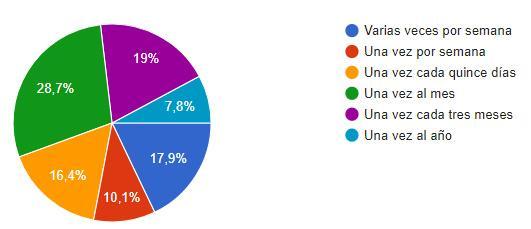 Varias veces por semana
Una vez por semana
Una vez cada quince días
Una vez al mes
Una vez cada tres meses
Una vez al año
19%
28,7%
7,8%
17,9%
16,4%
10,1%